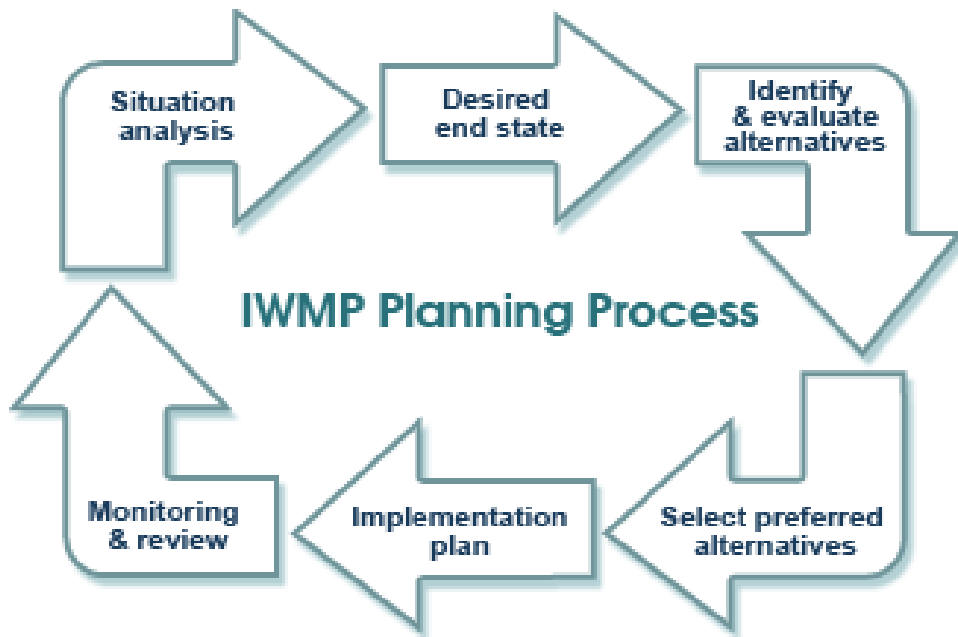 Situation
analysis
Desired
end state
Identify
& evaluate
alternatives
IWMP Planning Process
Monitoring
& review
Implementation
plan
Select preferred
alternatives